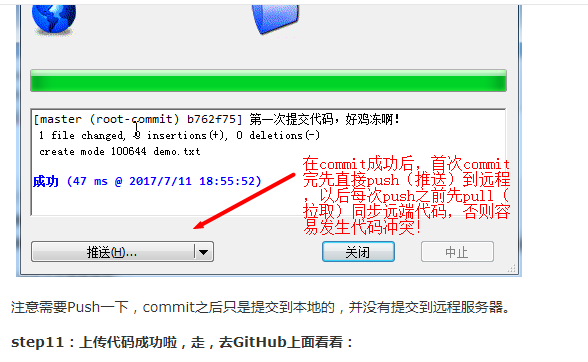 [master (root-commit) b762f75] 第一次提交代码，好鸡冻啊！
1 file changed, 0 insertions(+), 0 deletions(-)
create mode 100644 demo.txt
成功 (47 ms @ 2017/7/11 18:55:52)
在commit成功后，首次commit
完先直接push（推送）到远程
，以后每次push之前先pull（
拉取）同步远端代码，否则容
易发生代码冲突！
推送(H)...
关闭
中止
注意需要Push一下，commit之后只是提交到本地的，并没有提交到远程服务器。
step11：上传代码成功啦，走，去GitHub上面看看：